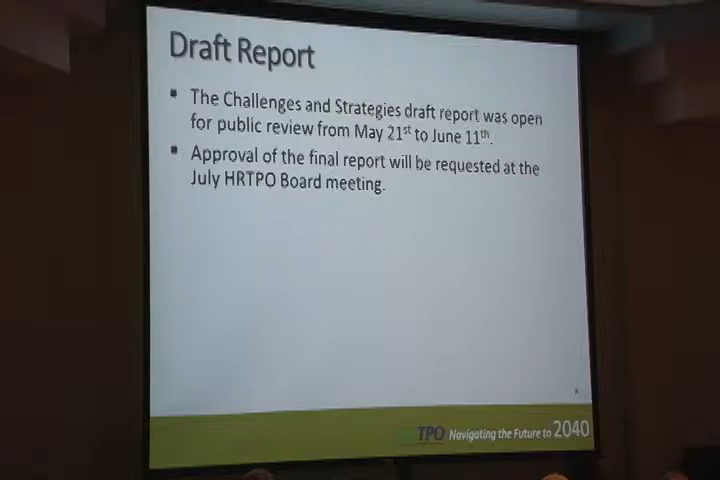 Draft Report
▪ The Challenges and Strategies draft report was open
for public review from May 21st to June 11th.
▪ Approval of the final report will be requested at the
July HRTPO Board meeting.
TPO Navigating the Future to 2040